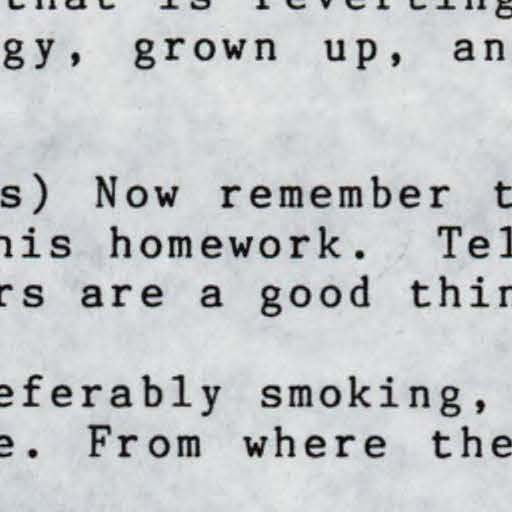 that is reverting
gy, grown up, an
s) Now remember t
his homework.  Tel
rs are a good thin
eferably smoking,
e. From where the